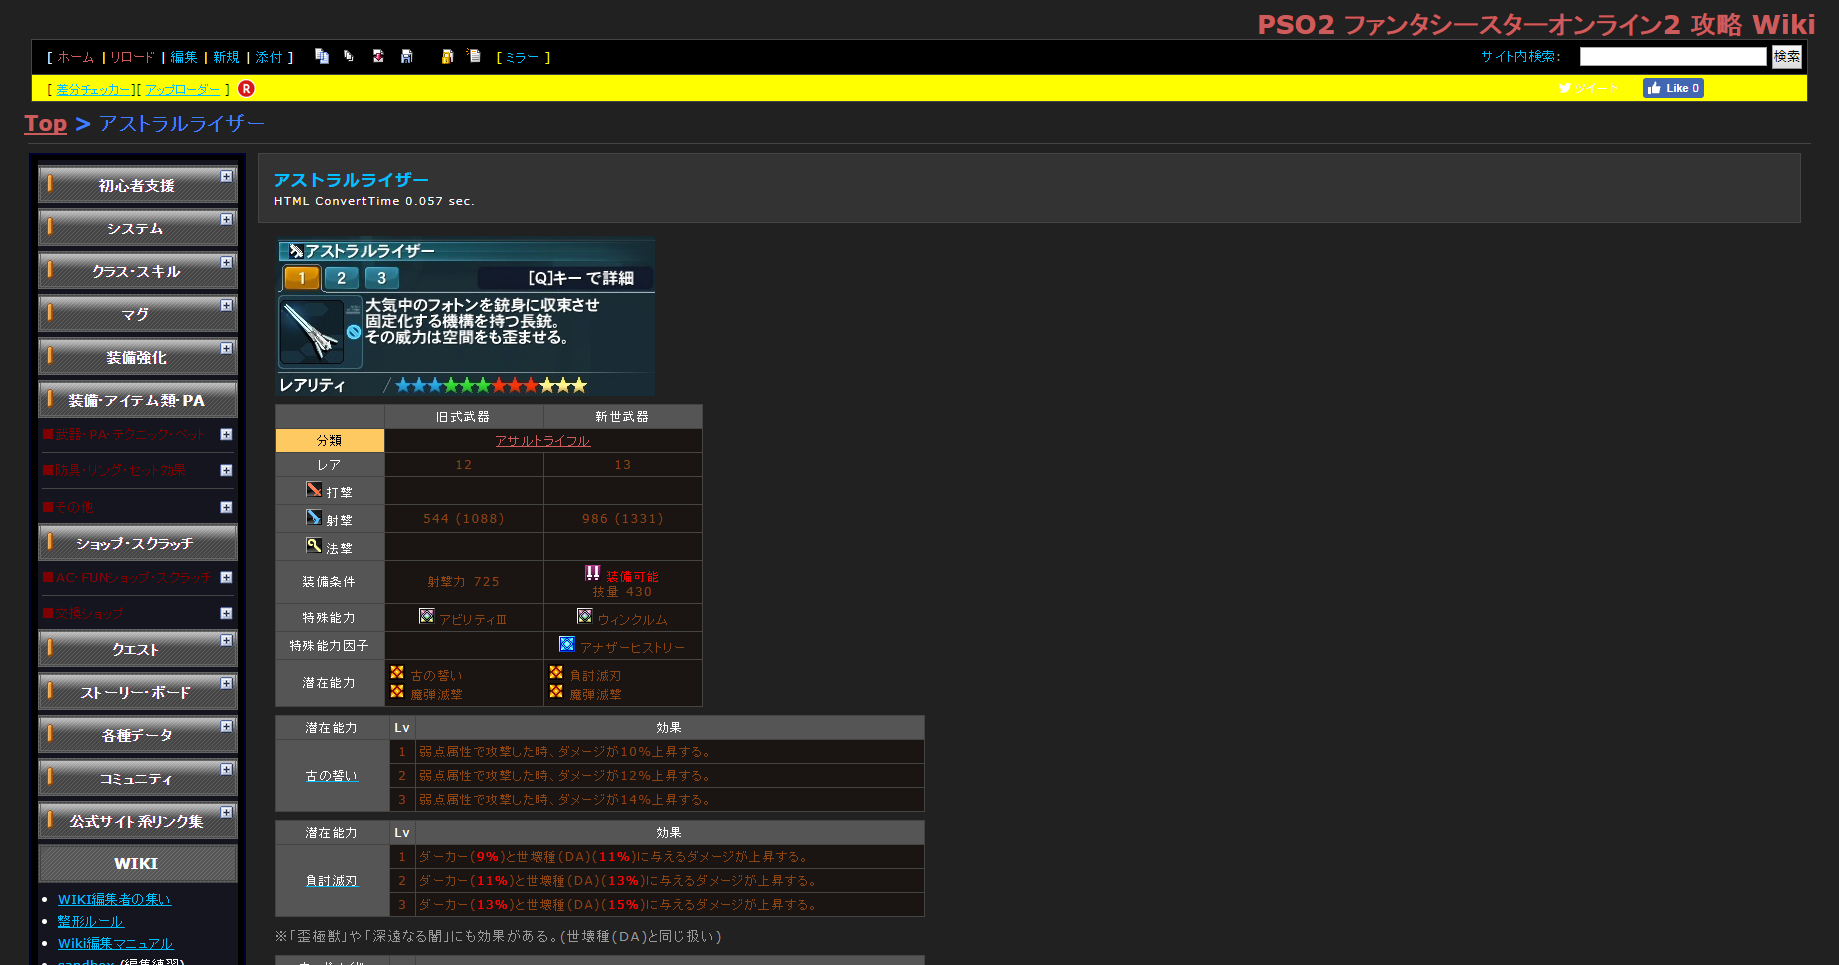 PSO2 ファンタシースターオンライン2 攻略 Wiki
[ ホーム | リロード | 編集 | 新規 | 添付 ] [ ミラー ] サイト内検索: 検索
[ 差分チェッカー ][ アップローダー ] R ツイート Like 0
Top > アストラルライザー
初心者支援
システム
クラス・スキル
マグ
装備強化
装備・アイテム類・PA
■武器・PA・テクニック・ペット
■防具・リング・セット効果
■その他
ショップ・スクラッチ
■AC・FUNショップ・スクラッチ
■交換ショップ
クエスト
ストーリー・ボード
各種データ
コミュニティ
公式サイト系リンク集
WIKI
WIKI編集者の集い
整形ルール
Wiki編集マニュアル
sandbox (編集練習)
アストラルライザー
HTML ConvertTime 0.057 sec.
アストラルライザー
1 2 3 [Q]キー で詳細
大気中のフォトンを銃身に収束させ
固定化する機構を持つ長銃。
その威力は空間をも歪ませる。
レアリティ / ★★★★★★★★★★★★
旧式武器 新世武器
分類 アサルトライフル
レア 12 13
打撃
射撃 544 (1088) 986 (1331)
法撃
装備条件 射撃力 725 装備可能
技量 430
特殊能力 アビリティIII ウィンクルム
特殊能力因子 アナザーヒストリー
潜在能力 古の誓い 負討滅刃
魔弾滅撃 魔弾滅撃
潜在能力 Lv 効果
古の誓い
1 弱点属性で攻撃した時、ダメージが10%上昇する。
2 弱点属性で攻撃した時、ダメージが12%上昇する。
3 弱点属性で攻撃した時、ダメージが14%上昇する。
潜在能力 Lv 効果
負討滅刃
1 ダーカー(9%)と世壊種(DA)(11%)に与えるダメージが上昇する。
2 ダーカー(11%)と世壊種(DA)(13%)に与えるダメージが上昇する。
3 ダーカー(13%)と世壊種(DA)(15%)に与えるダメージが上昇する。
※「歪極獣」や「深遠なる闇」にも効果がある。(世壊種(DA)と同じ扱い)